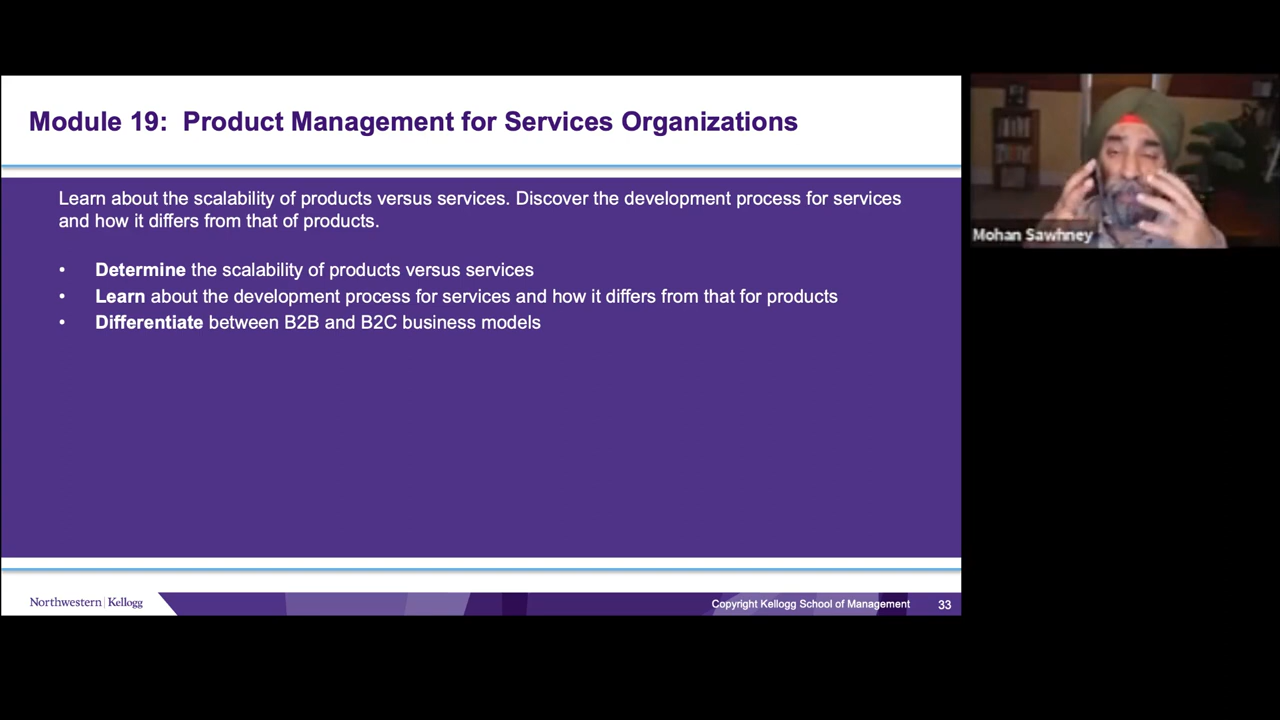 Module 19:  Product Management for Services Organizations
Learn about the scalability of products versus services. Discover the development process for services
and how it differs from that of products.
• Determine the scalability of products versus services
• Learn about the development process for services and how it differs from that for products
• Differentiate between B2B and B2C business models
Mohan Sawhney
Northwestern | Kellogg
Copyright Kellogg School of Management 33